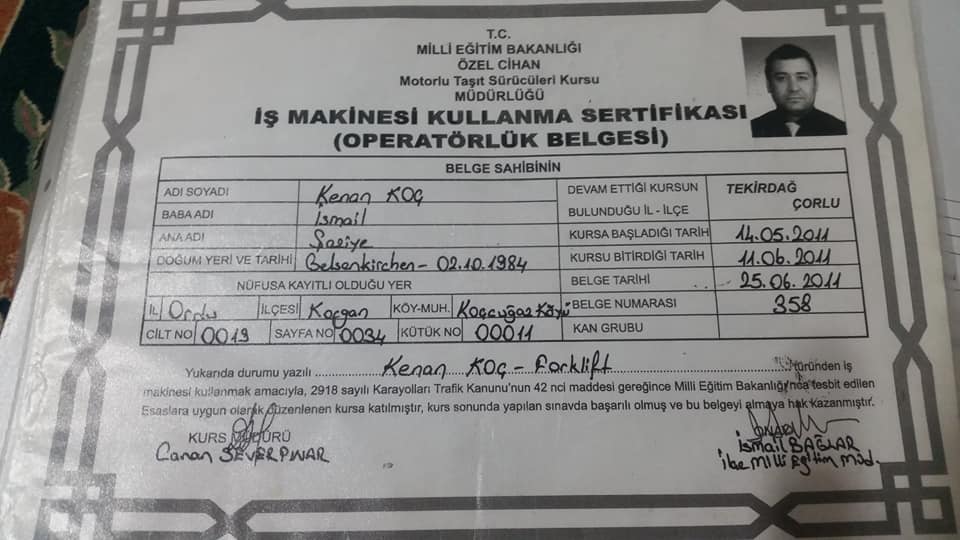 T.C.
MİLLİ EĞİTİM BAKANLIĞI
ÖZEL CİHAN
Motorlu Taşıt Sürücüleri Kursu
MÜDÜRLÜĞÜ
İŞ MAKİNESİ KULLANMA SERTİFİKASI
(OPERATÖRLÜK BELGESİ)
BELGE SAHİBİNİN
ADI SOYADI Kenan KOÇ
BABA ADI İsmail
ANA ADI Şaziye
DOĞUM YERİ VE TARİHİ Gelsenkirchen - 02.10.1984
NÜFUSA KAYITLI OLDUĞU YER
İL Ordu İLÇESİ Korgan KÖY-MUH.
CİLT NO 0013 SAYFA NO 0034 KÜTÜK NO 00011
DEVAM ETTİĞİ KURSUN
BULUNDUĞU İL - İLÇE
TEKİRDAĞ
ÇORLU
KURSA BAŞLADIĞI TARİH 14.05.2011
KURSU BİTİRDİĞİ TARİH 11.06.2011
BELGE TARİHİ 25.06.2011
BELGE NUMARASI 358
KAN GRUBU
Yukarıda durumu yazılı Kenan KOÇ - Forklift Türünden iş
makinesi kullanmak amacıyla, 2918 sayılı Karayolları Trafik Kanunu'nun 42 nci maddesi gereğince Milli Eğitim Bakanlığı'nca tesbit edilen
Esaslara uygun olarak düzenlenen kursa katılmıştır, kurs sonunda yapılan sınavda başarılı olmuş ve bu belgeyi almaya hak kazanmıştır.
KURS MÜDÜRÜ
Canan SEVERPINAR
İsmail BAĞLAR
İlçe Milli Eğitim Müd.